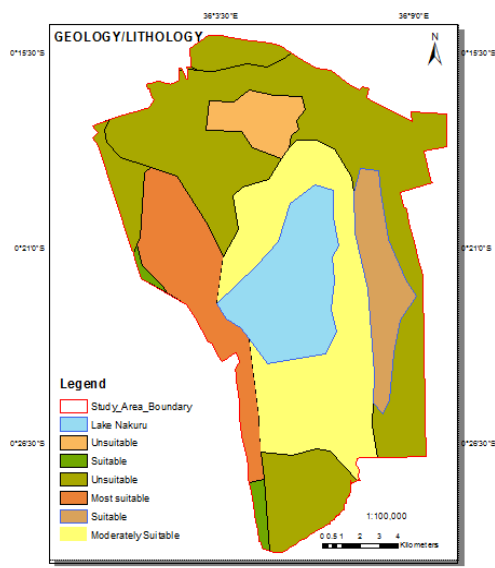 36°3'30"E
36°9'0"E
GEOLOGY/LITHOLOGY
N
0°15'30"S
0°15'30"S
0°21'0"S
0°21'0"S
0°26'30"S
0°26'30"S
Legend
Study_Area_Boundary
Lake Nakuru
Unsuitable
Suitable
Unsuitable
Most suitable
Suitable
Moderately Suitable
1:100,000
0 0.5 1 2 3 4
Kilometers